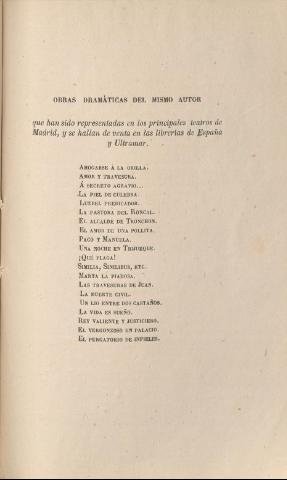 OBRAS DRAMÁTICAS DEL MISMO AUTOR
que han sido representadas en los principales teatros de
Madrid, y se hallan de venta en las librerías de España
y Ultramar.
AHOGARSE Á LA ORILLA.
AMOR Y TRAVESURA.
Á SECRETO AGRAVIO...
LA PIEL DE CULEBRA.
LUZBEL PREDICADOR.
LA PASTORA DEL RONCAL.
EL ALCALDE DE TRONCHON.
EL AMOR DE UNA POLLITA.
PACO Y MANUELA.
UNA NOCHE EN TRIJUEQUE.
¡QUÉ PLAGA!
SIMILIA, SIMILIBUS, ETC.
MARTA LA PIADOSA.
LAS TRAVESURAS DE JUAN.
LA MUERTE CIVIL.
UN LIO ENTRE DOS CASTAÑOS.
LA VIDA ES SUEÑO.
REY VALIENTE Y JUSTICIERO.
EL VERGONZOSO EN PALACIO.
EL PURGATORIO DE INFIELES.